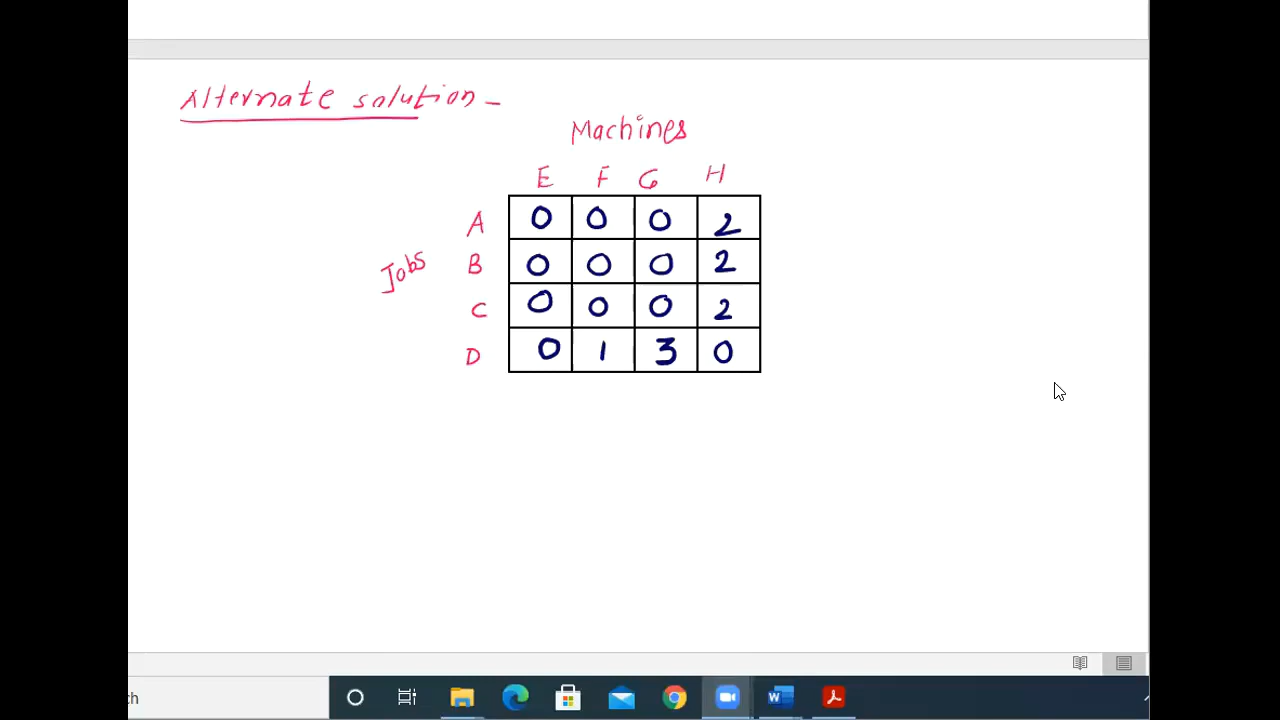 Alternate solution -
Machines
E F G H
A 0 0 0 2
Jobs B 0 0 0 2
C 0 0 0 2
D 0 1 3 0
ch